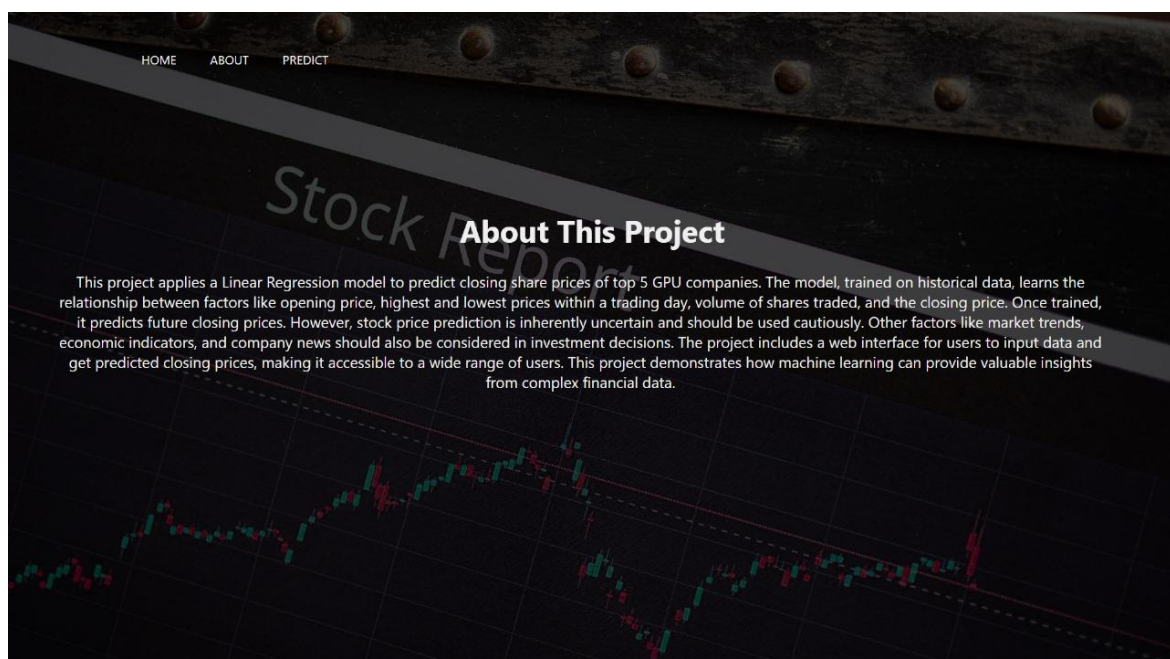 HOME ABOUT PREDICT
Stock Report
About This Project
This project applies a Linear Regression model to predict closing share prices of top 5 GPU companies. The model, trained on historical data, learns the
relationship between factors like opening price, highest and lowest prices within a trading day, volume of shares traded, and the closing price. Once trained,
it predicts future closing prices. However, stock price prediction is inherently uncertain and should be used cautiously. Other factors like market trends,
economic indicators, and company news should also be considered in investment decisions. The project includes a web interface for users to input data and
get predicted closing prices, making it accessible to a wide range of users. This project demonstrates how machine learning can provide valuable insights
from complex financial data.